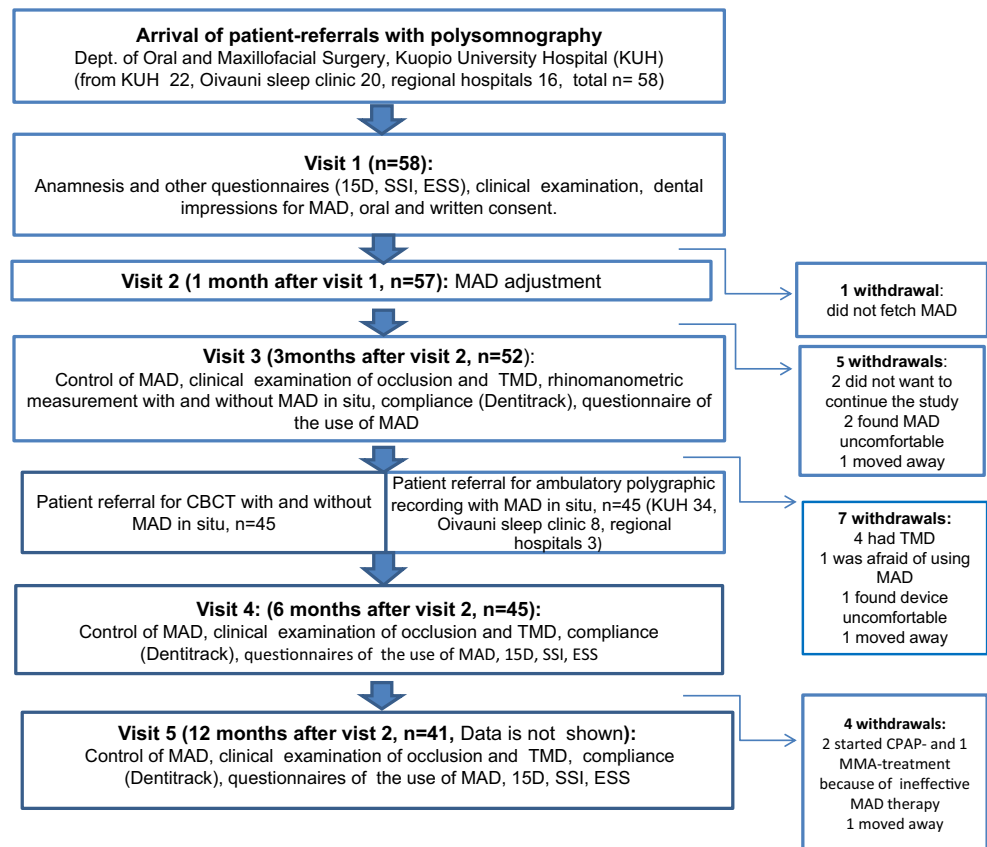 Arrival of patient-referrals with polysomnography
Dept. of Oral and Maxillofacial Surgery, Kuopio University Hospital (KUH)
(from KUH 22, Oivauni sleep clinic 20, regional hospitals 16, total n= 58)
Visit 1 (n=58):
Anamnesis and other questionnaires (15D, SSI, ESS), clinical examination, dental
impressions for MAD, oral and written consent.
Visit 2 (1 month after visit 1, n=57): MAD adjustment
1 withdrawal:
did not fetch MAD
Visit 3 (3months after visit 2, n=52):
Control of MAD, clinical examination of occlusion and TMD, rhinomanometric
measurement with and without MAD in situ, compliance (Dentitrack), questionnaire of
the use of MAD
5 withdrawals:
2 did not want to
continue the study
2 found MAD
uncomfortable
1 moved away
Patient referral for CBCT with and without
MAD in situ, n=45
Patient referral for ambulatory polygraphic
recording with MAD in situ, n=45 (KUH 34,
Oivauni sleep clinic 8, regional
hospitals 3)
7 withdrawals:
4 had TMD
1 was afraid of using
MAD
1 found device
uncomfortable
1 moved away
Visit 4: (6 months after visit 2, n=45):
Control of MAD, clinical examination of occlusion and TMD, compliance
(Dentitrack), questionnaires of the use of MAD, 15D, SSI, ESS
Visit 5 (12 months after vist 2, n=41, Data is not shown):
Control of MAD, clinical examination of occlusion and TMD, compliance
(Dentitrack), questionnaires of the use of MAD, 15D, SSI, ESS
4 withdrawals:
2 started CPAP- and 1
MMA-treatment
because of ineffective
MAD therapy
1 moved away